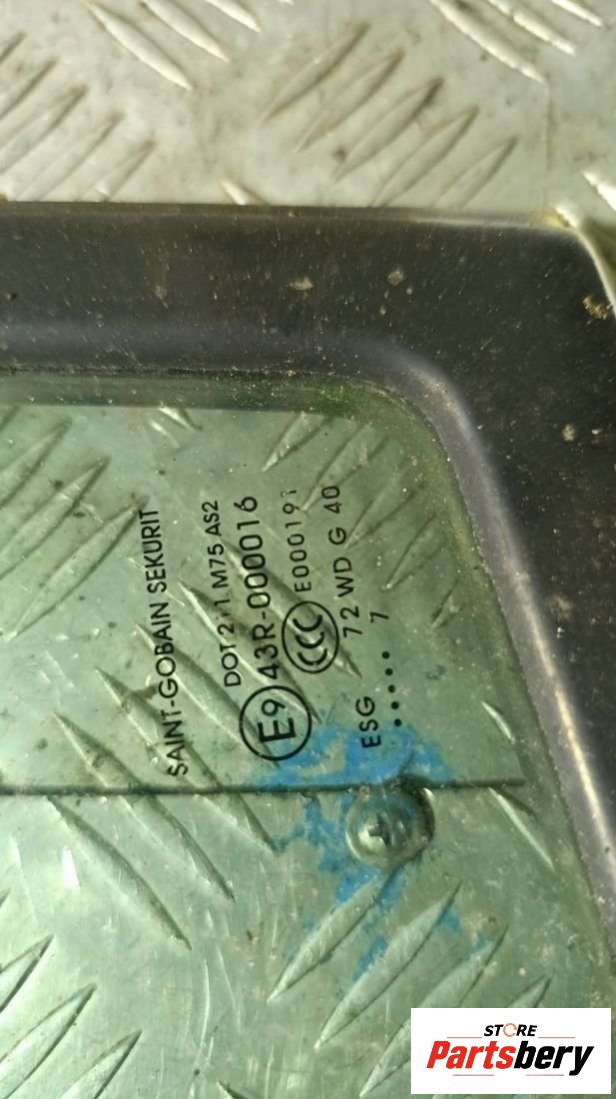 SAINT-GOBAIN SEKURIT
DOT 211 M75 AS2
E9 43R-000016
CCC E000191
ESG 72 WD G 40
..... 7
STORE
Partsbery